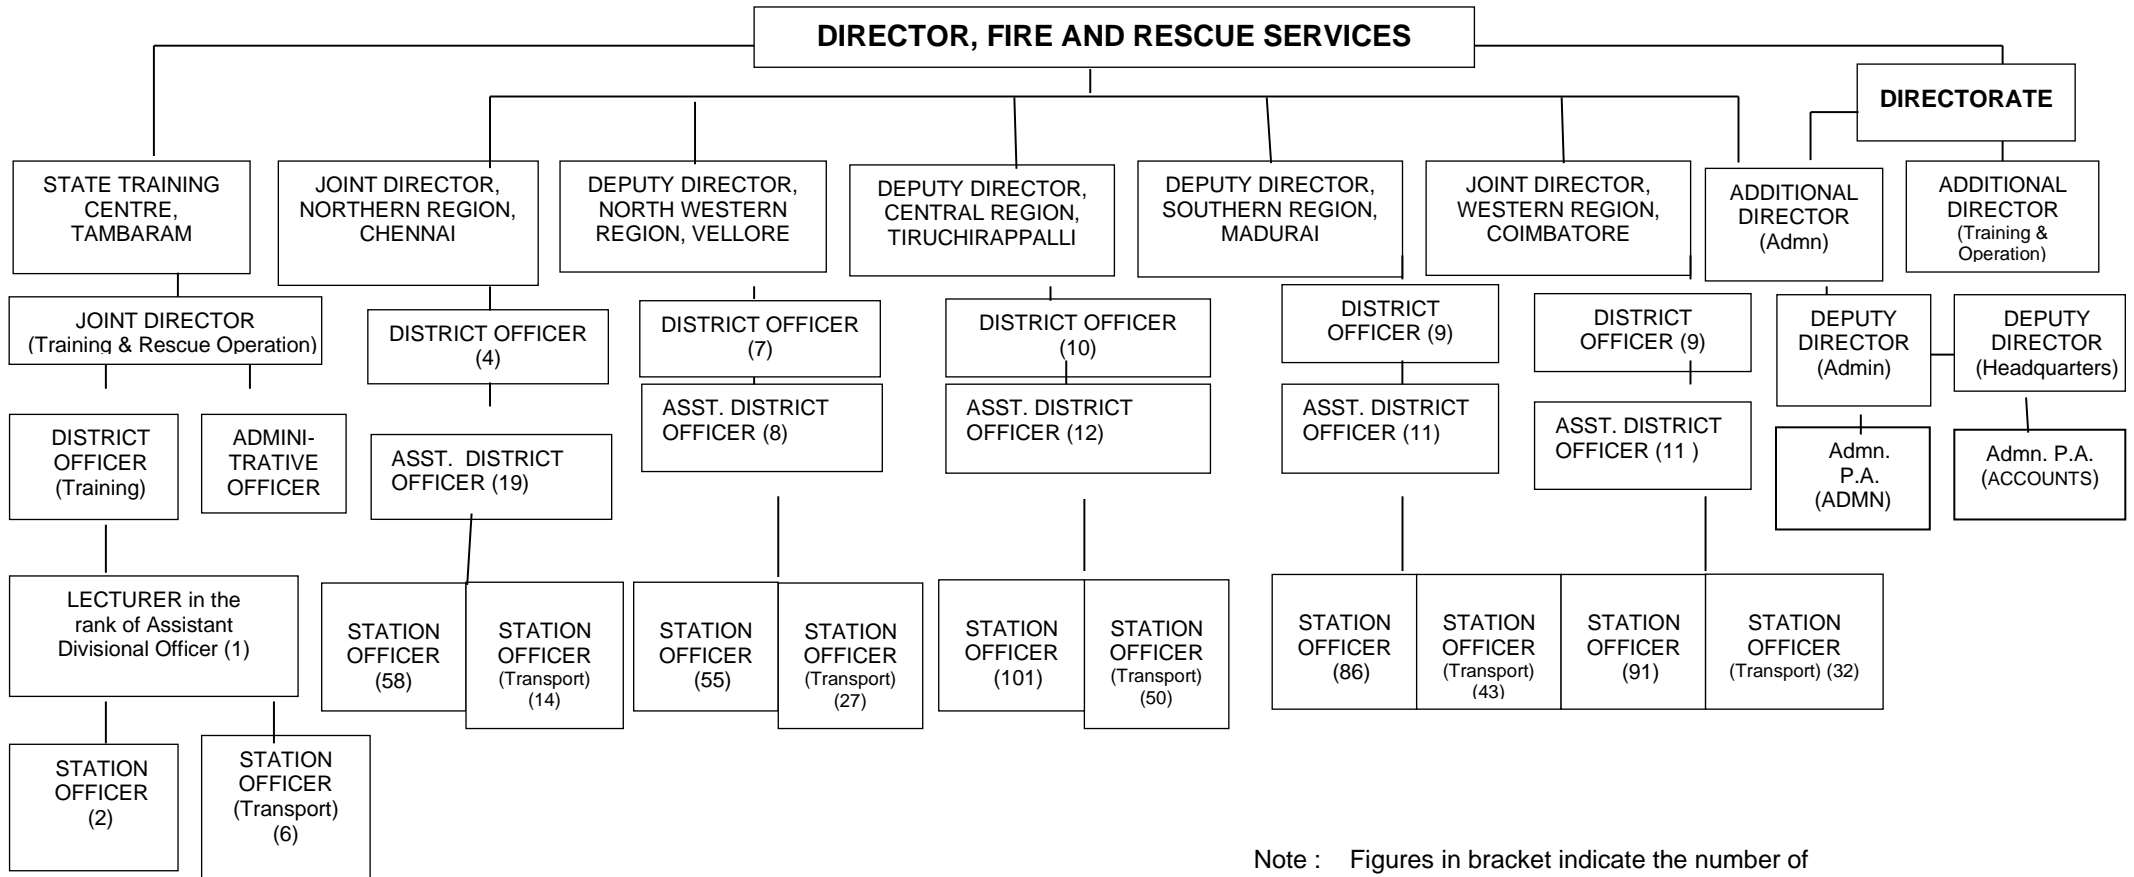 DIRECTOR, FIRE AND RESCUE SERVICES
DIRECTORATE
STATE TRAINING
CENTRE,
TAMBARAM
JOINT DIRECTOR,
NORTHERN REGION,
CHENNAI
DEPUTY DIRECTOR,
NORTH WESTERN
REGION, VELLORE
DEPUTY DIRECTOR,
CENTRAL REGION,
TIRUCHIRAPPALLI
DEPUTY DIRECTOR,
SOUTHERN REGION,
MADURAI
JOINT DIRECTOR,
WESTERN REGION,
COIMBATORE
ADDITIONAL
DIRECTOR
(Admn)
ADDITIONAL
DIRECTOR
(Training &
Operation)
JOINT DIRECTOR
(Training & Rescue Operation)
DISTRICT OFFICER
(4)
DISTRICT OFFICER
(7)
DISTRICT OFFICER
(10)
DISTRICT
OFFICER (9)
DISTRICT
OFFICER (9)
DEPUTY
DIRECTOR
(Admin)
DEPUTY
DIRECTOR
(Headquarters)
DISTRICT
OFFICER
(Training)
ADMINI-
TRATIVE
OFFICER
ASST.  DISTRICT
OFFICER (19)
ASST. DISTRICT
OFFICER (8)
ASST. DISTRICT
OFFICER (12)
ASST. DISTRICT
OFFICER (11)
ASST. DISTRICT
OFFICER (11 )
Admn.
P.A.
(ADMN)
Admn. P.A.
(ACCOUNTS)
LECTURER in the
rank of Assistant
Divisional Officer (1)
STATION
OFFICER
(58)
STATION
OFFICER
(Transport)
(14)
STATION
OFFICER
(55)
STATION
OFFICER
(Transport)
(27)
STATION
OFFICER
(101)
STATION
OFFICER
(Transport)
(50)
STATION
OFFICER
(86)
STATION
OFFICER
(Transport)
(43)
STATION
OFFICER
(91)
STATION
OFFICER
(Transport) (32)
STATION
OFFICER
(2)
STATION
OFFICER
(Transport)
(6)
Note :    Figures in bracket indicate the number of